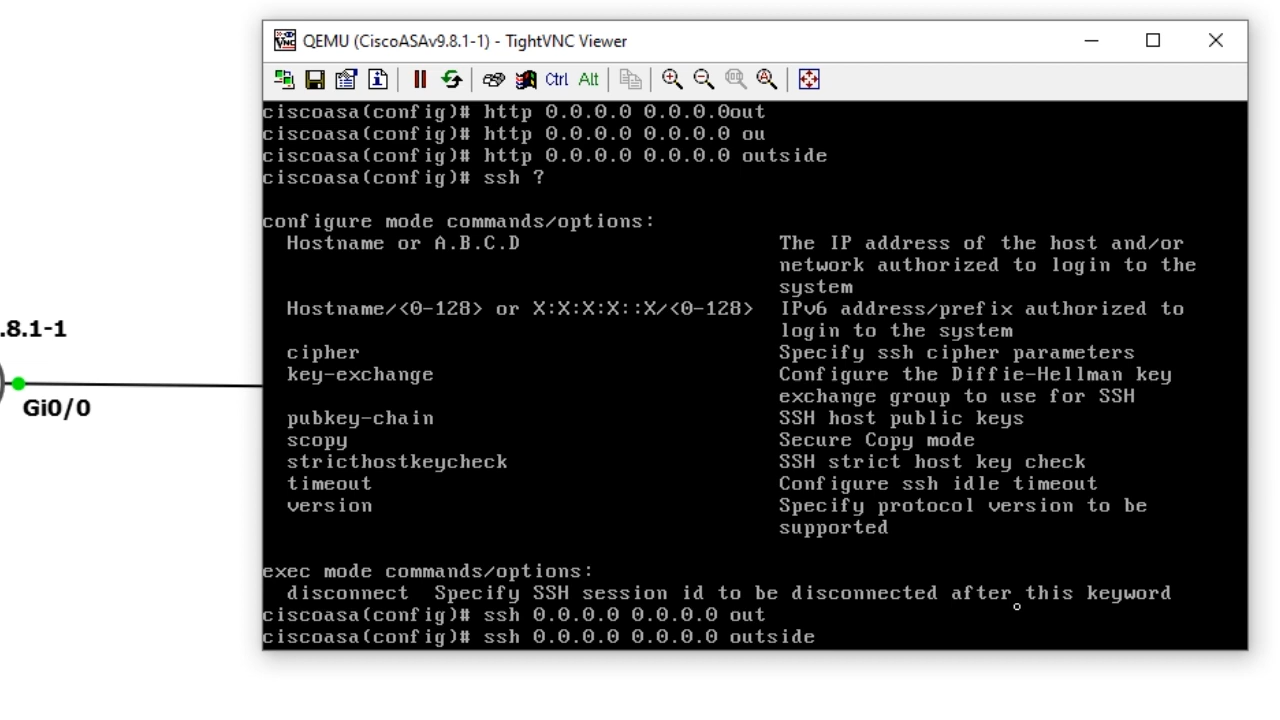 QEMU (CiscoASAv9.8.1-1) - TightVNC Viewer
Ctrl Alt
ciscoasa(config)# http 0.0.0.0 0.0.0.0out
ciscoasa(config)# http 0.0.0.0 0.0.0.0 ou
ciscoasa(config)# http 0.0.0.0 0.0.0.0 outside
ciscoasa(config)# ssh ?
configure mode commands/options:
Hostname or A.B.C.D The IP address of the host and/or
network authorized to login to the
system
Hostname/<0-128> or X:X:X:X::X/<0-128> IPv6 address/prefix authorized to
login to the system
cipher Specify ssh cipher parameters
key-exchange Configure the Diffie-Hellman key
exchange group to use for SSH
pubkey-chain SSH host public keys
scopy Secure Copy mode
stricthostkeycheck SSH strict host key check
timeout Configure ssh idle timeout
version Specify protocol version to be
supported
exec mode commands/options:
disconnect Specify SSH session id to be disconnected after this keyword
ciscoasa(config)# ssh 0.0.0.0 0.0.0.0 out
ciscoasa(config)# ssh 0.0.0.0 0.0.0.0 outside
.8.1-1
Gi0/0